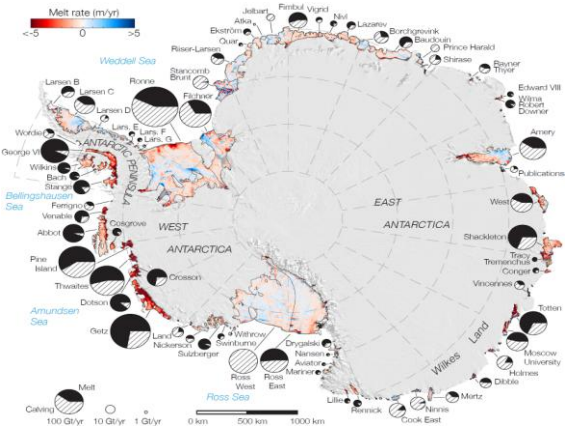 Melt rate (m/yr)
<-5 0 >5
Weddell Sea
Jelbart
Atka
Ekström
Quar
Riiser-Larsen
Stancomb
Brunt
Fimbul
Vigrid
Nivl
Lazarev
Borchgrevink
Baudouin
Prince Harald
Shirase
Rayner
Thyer
Edward VIII
Wilma
Robert
Downer
Amery
Publications
West
Shackleton
Tracy
Tremenchus
Conger
Vincennes
Totten
Moscow
University
Holmes
Dibble
Mertz
Ninnis
Cook East
Rennick
Lillie
Mariner
Aviator
Nansen
Drygalski
Ross
East
Ross
West
Withrow
Swinburne
Sulzberger
Nickerson
Land
Getz
Dotson
Crosson
Thwaites
Pine
Island
Cosgrove
Abbot
Venable
Ferrigno
Stange
Bach
Wilkins
George VI
Wordie
Larsen B
Larsen C
Larsen D
Lars. E
Lars. F
Lars. G
Ronne
Filchner
ANTARCTIC PENINSULA
Bellingshausen
Sea
Amundsen
Sea
Ross Sea
WEST
ANTARCTICA
EAST
ANTARCTICA
Wilkes Land
Melt
Calving
100 Gt/yr 10 Gt/yr 1 Gt/yr
0 km 500 km 1000 km